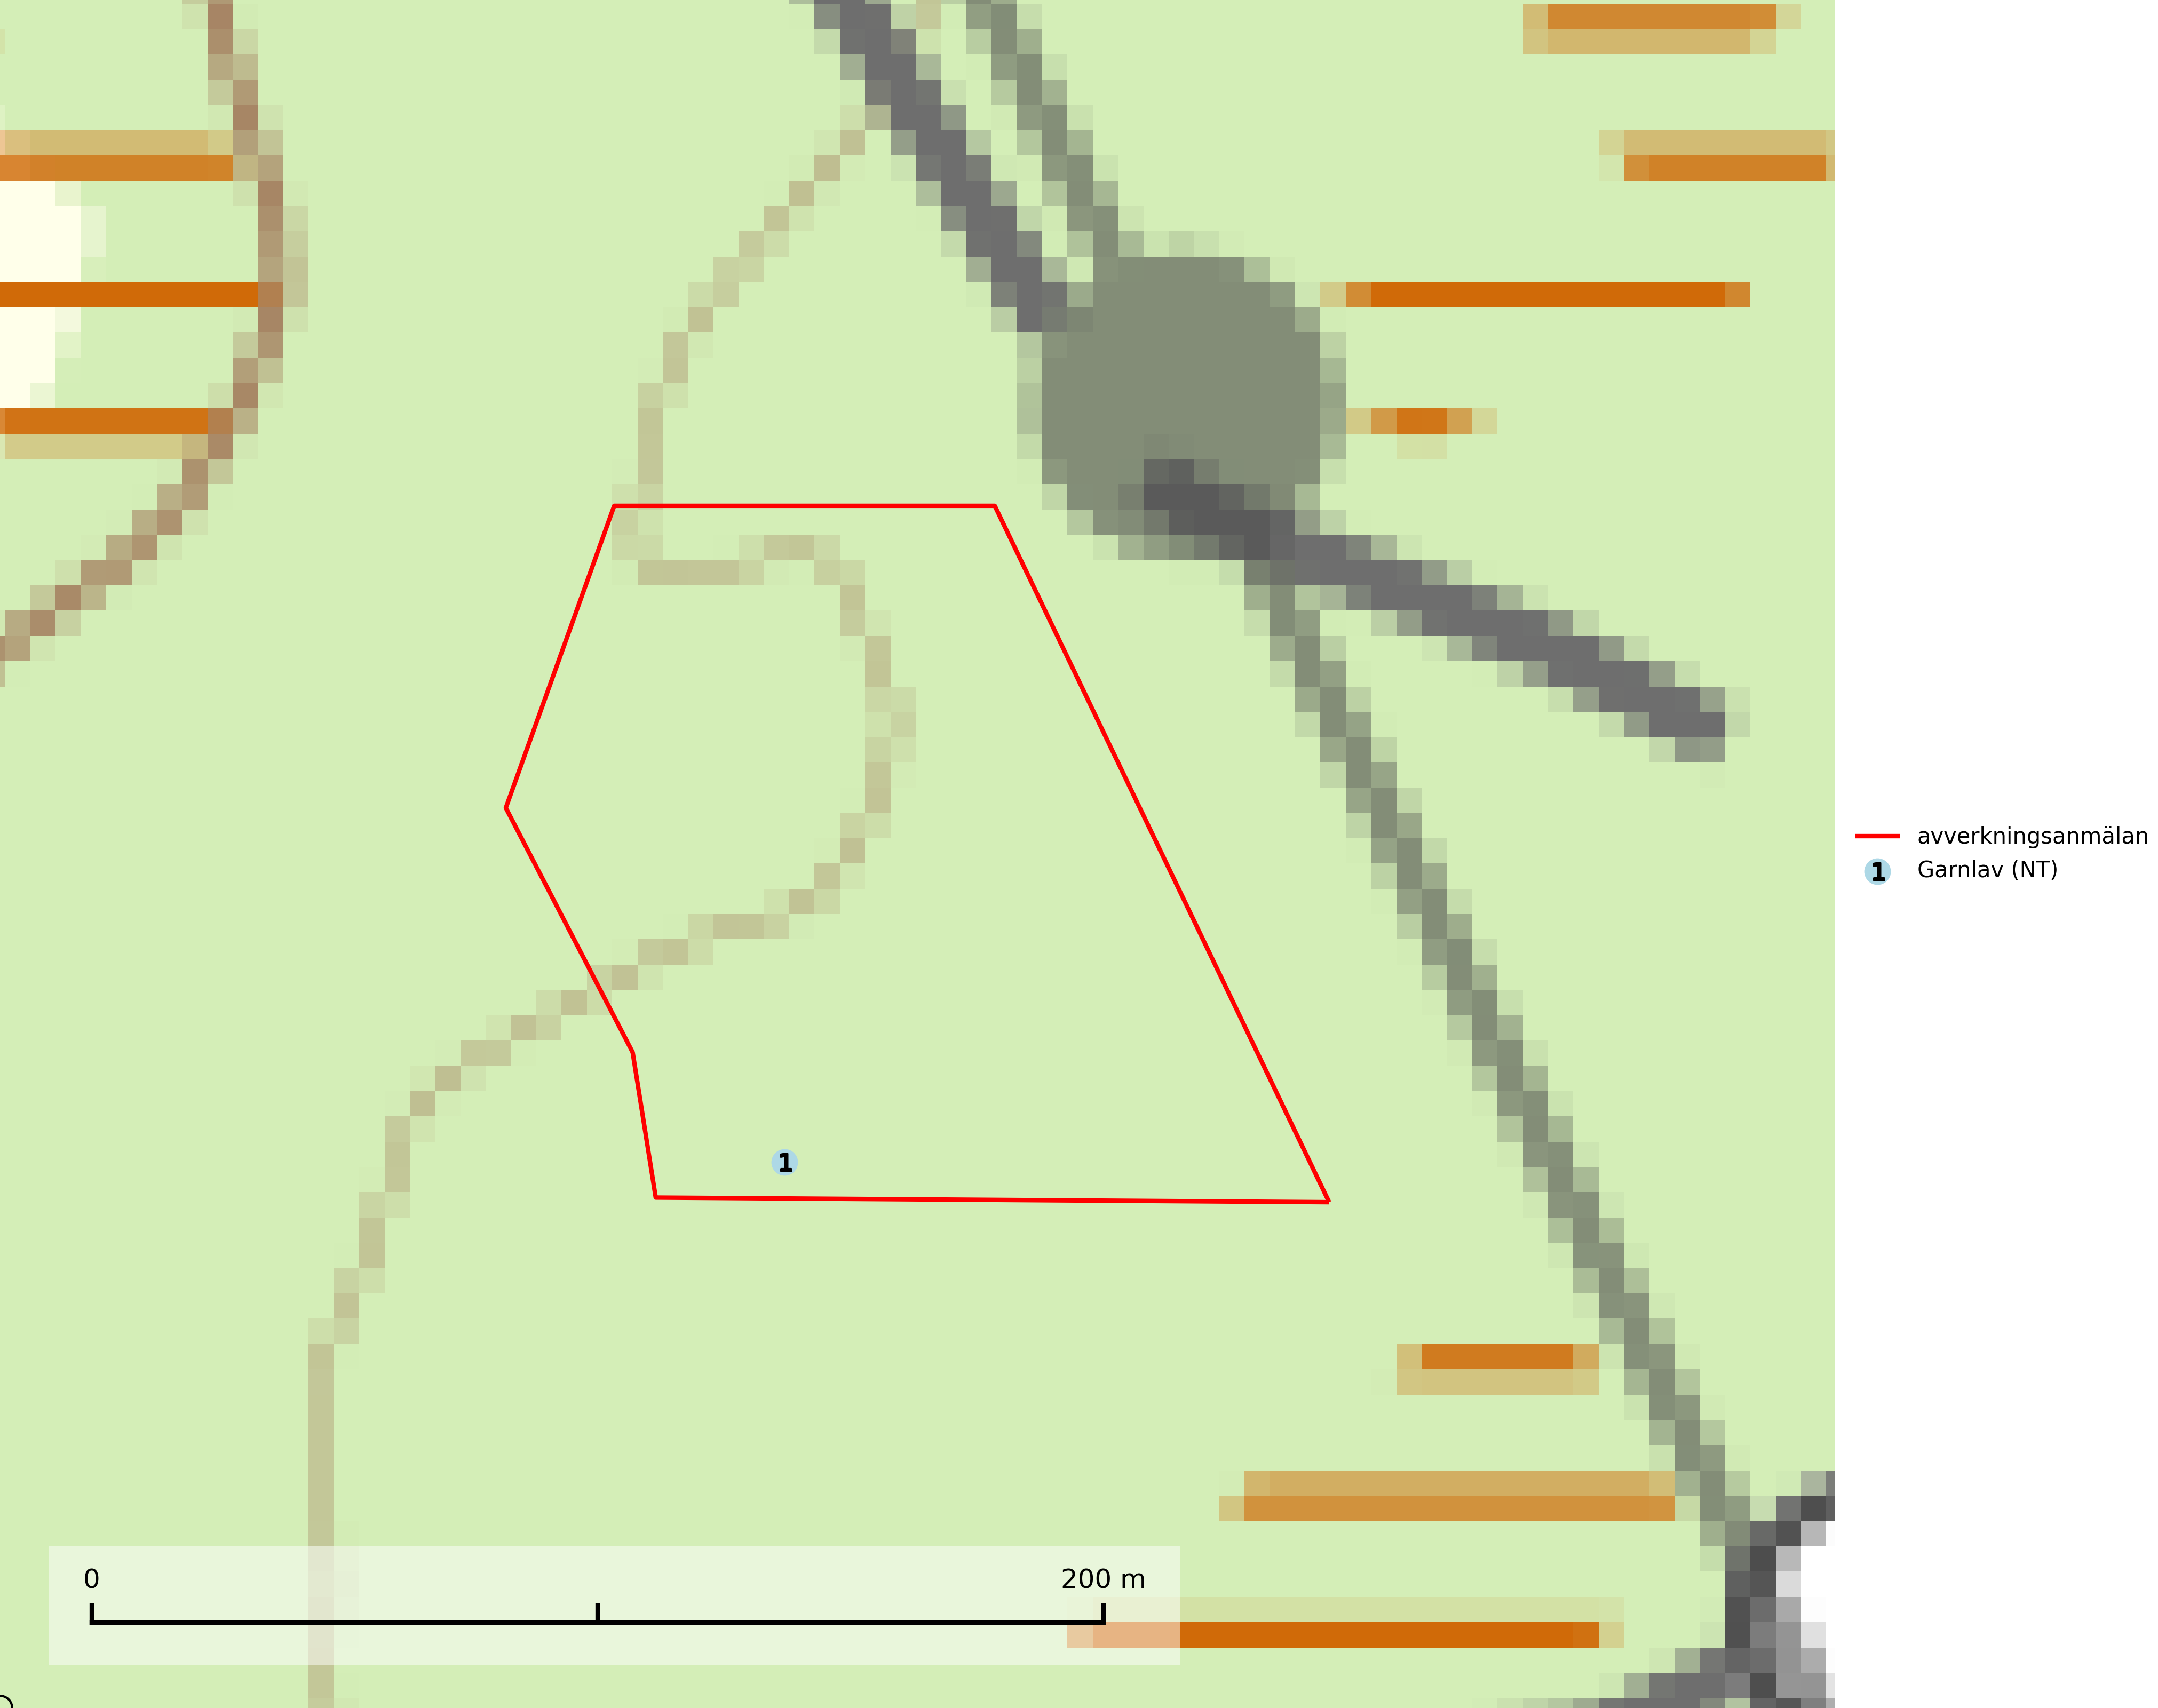 avverkningsanmälan
1 Garnlav (NT)
1
0 200 m